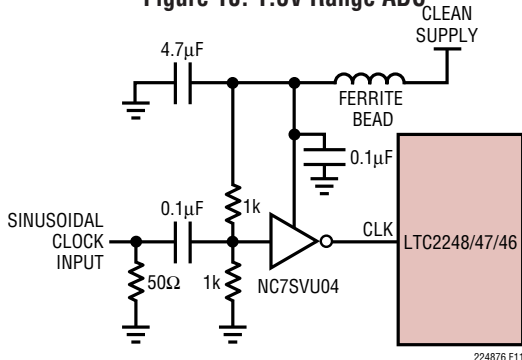 Figure 10. 1.6V Range ADC
CLEAN
SUPPLY
4.7µF
FERRITE
BEAD
0.1µF
SINUSOIDAL
CLOCK
INPUT
0.1µF
1k
50Ω
1k
NC7SVU04
CLK
LTC2248/47/46
224876 F11